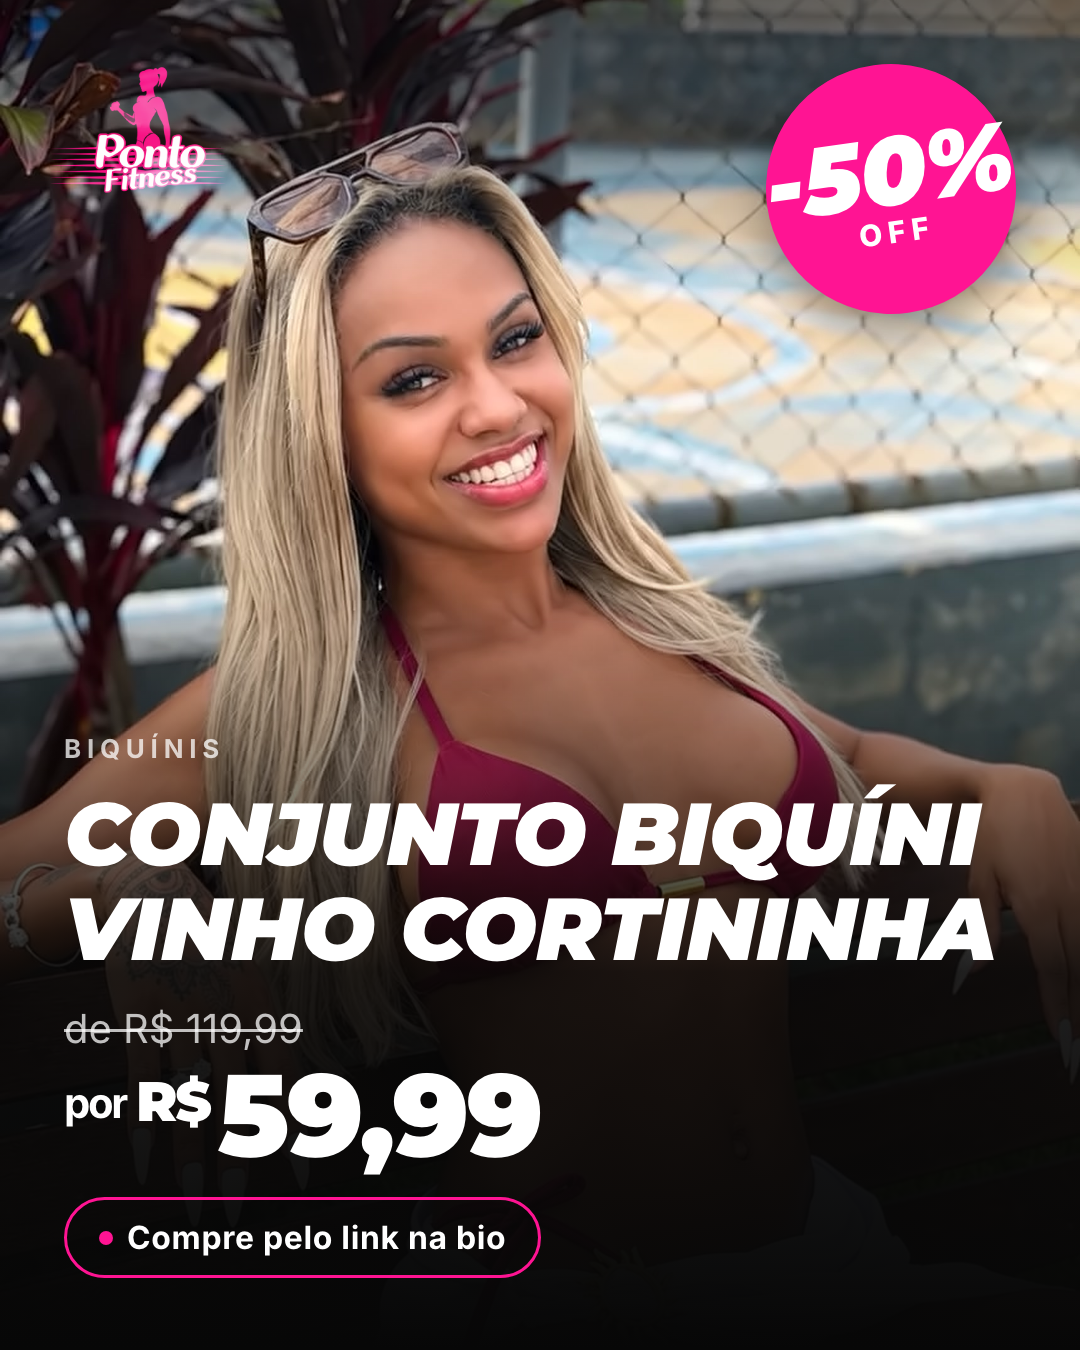 Ponto
Fitness
-50%
OFF
BIQUÍNIS
CONJUNTO BIQUÍNI
VINHO CORTININHA
de R$ 119,99
por R$ 59,99
Compre pelo link na bio